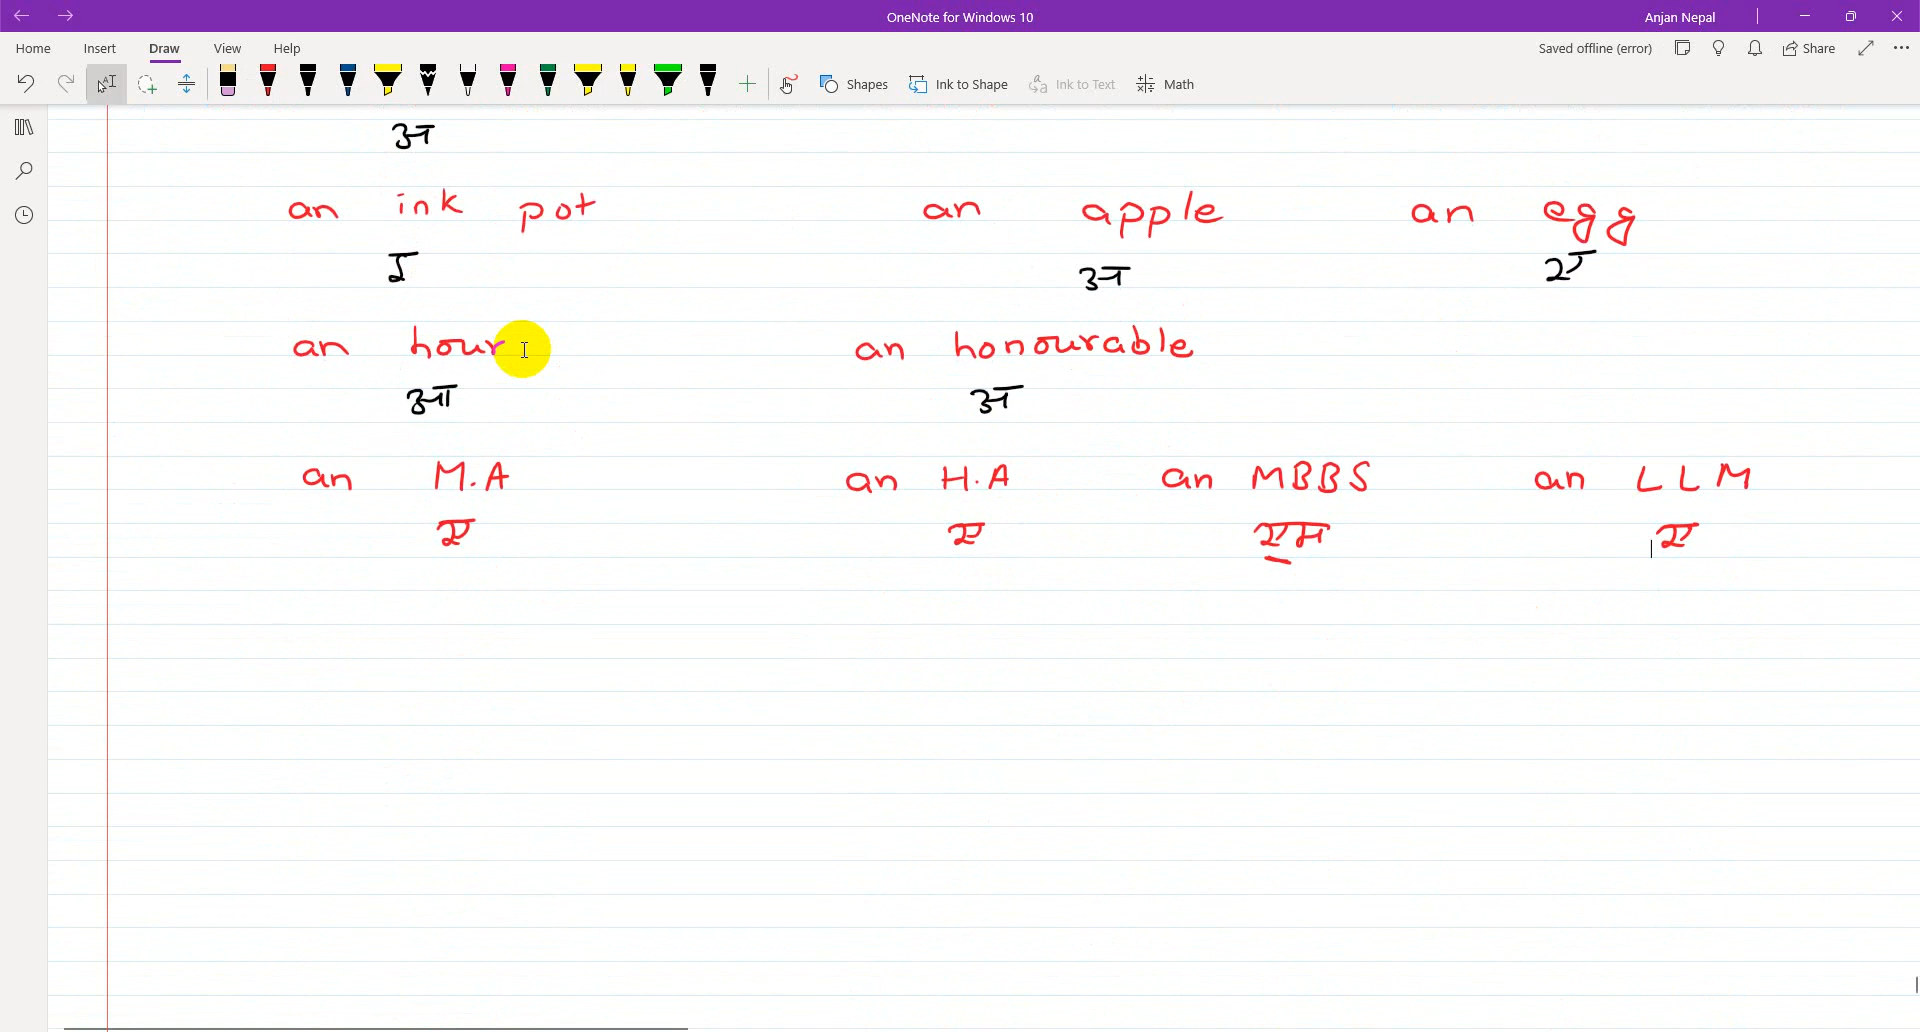 OneNote for Windows 10 Anjan Nepal
Home Insert Draw View Help Saved offline (error) Share
Shapes Ink to Shape Ink to Text Math
अ
an ink pot an apple an egg
इ अ ए
an hour an honourable
आ अ
an M.A an H.A an MBBS an LLM
ए ए एम ए